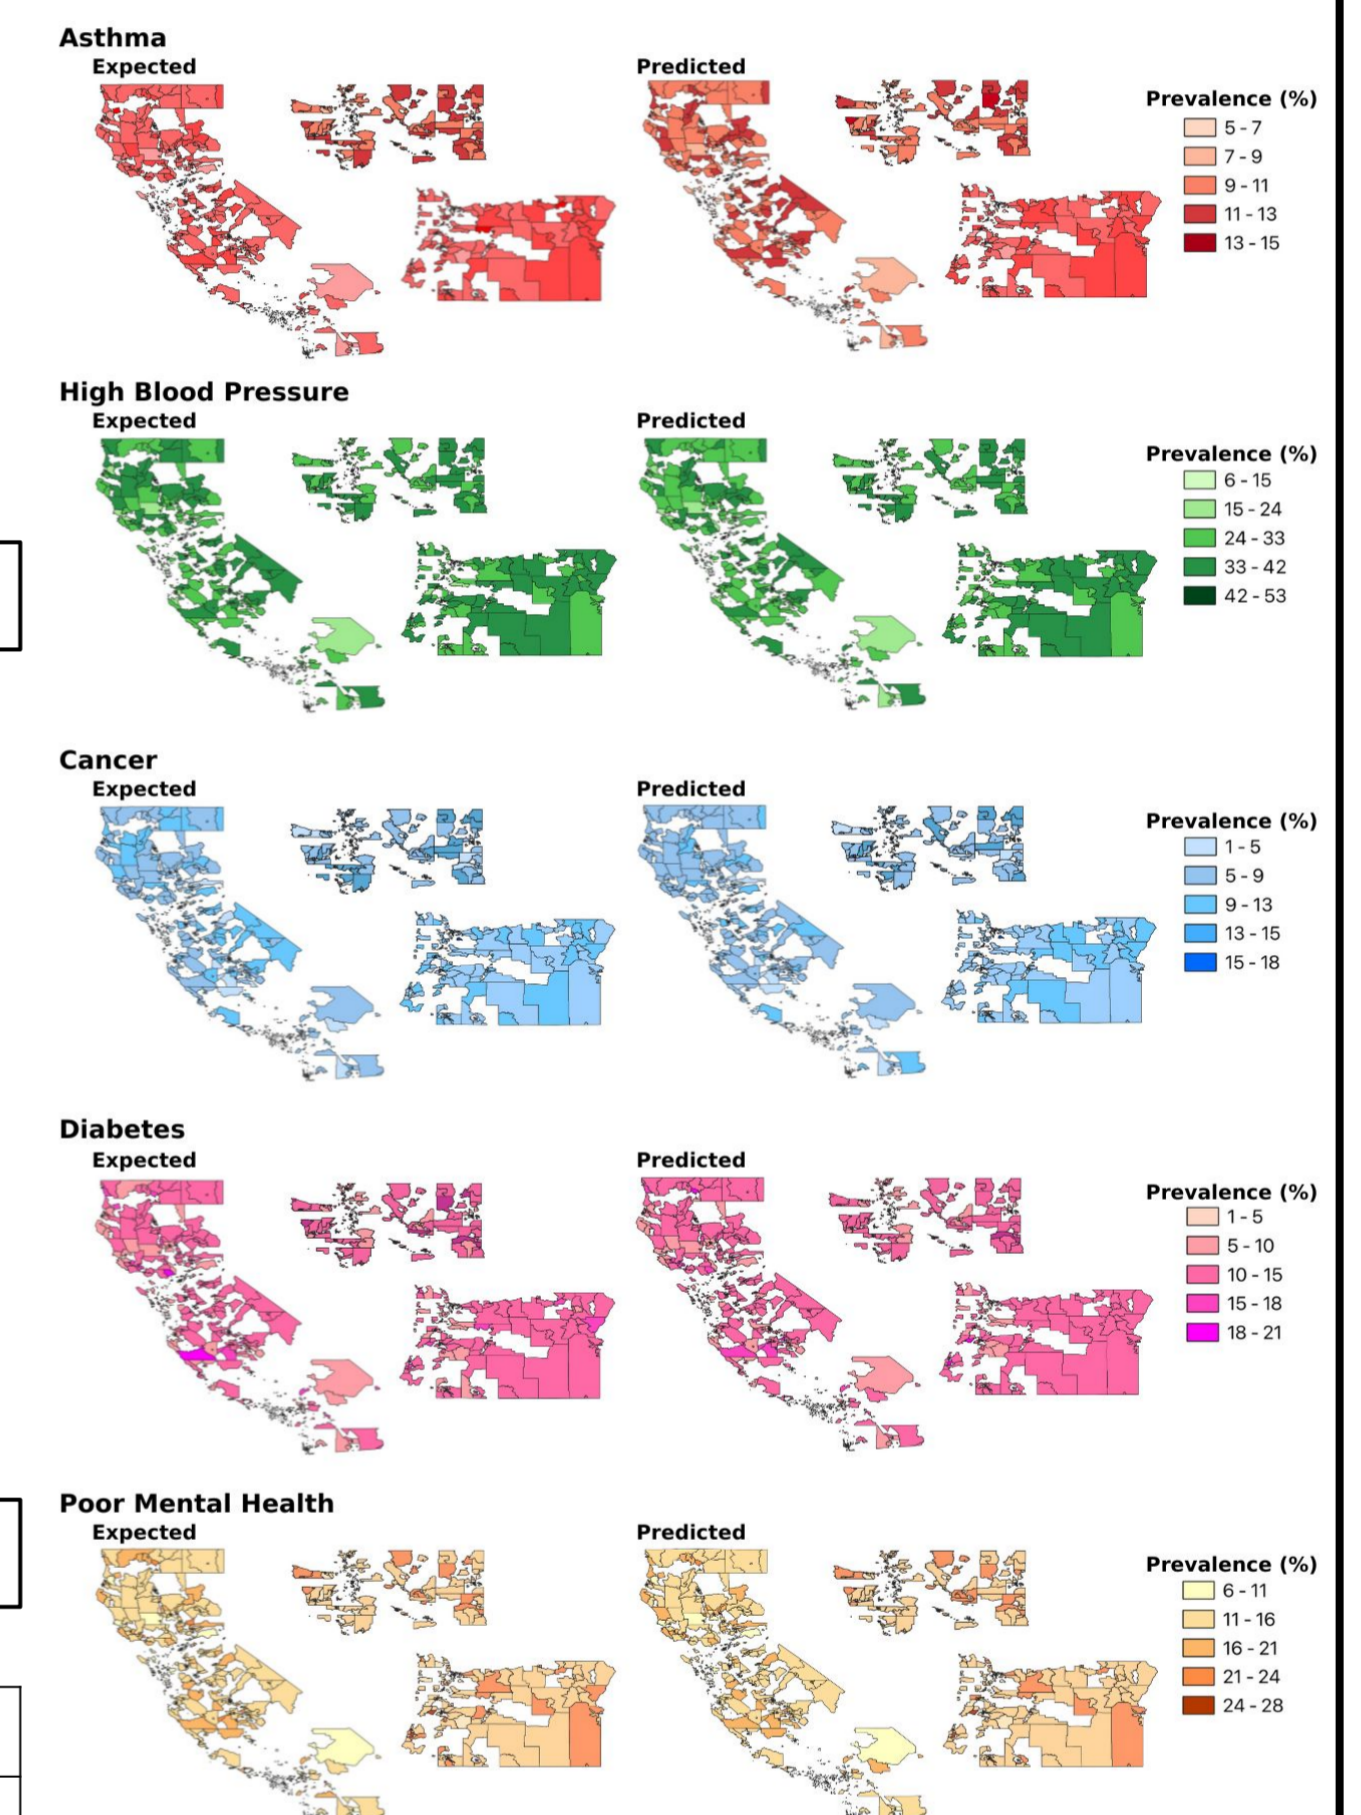 Asthma
Expected
Predicted
Prevalence (%)
5 - 7
7 - 9
9 - 11
11 - 13
13 - 15
High Blood Pressure
Expected
Predicted
Prevalence (%)
6 - 15
15 - 24
24 - 33
33 - 42
42 - 53
Cancer
Expected
Predicted
Prevalence (%)
1 - 5
5 - 9
9 - 13
13 - 15
15 - 18
Diabetes
Expected
Predicted
Prevalence (%)
1 - 5
5 - 10
10 - 15
15 - 18
18 - 21
Poor Mental Health
Expected
Predicted
Prevalence (%)
6 - 11
11 - 16
16 - 21
21 - 24
24 - 28